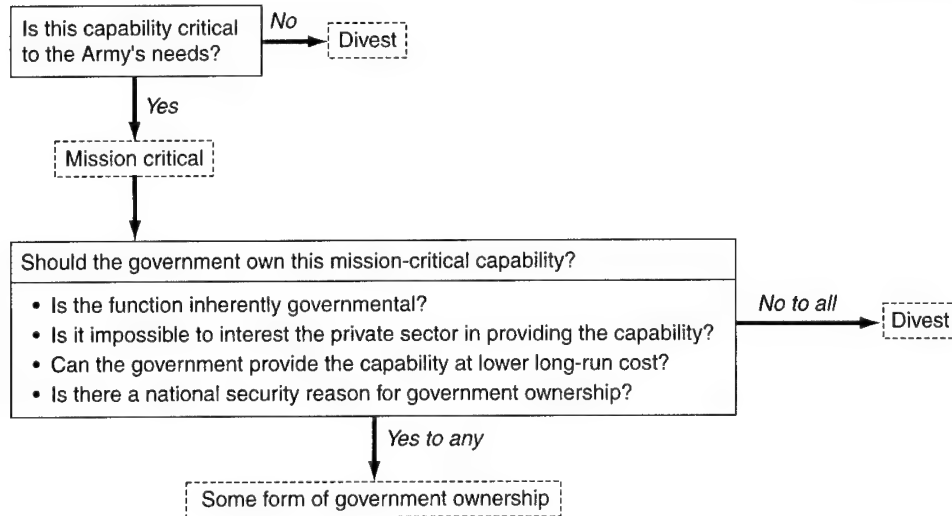 Is this capability critical
to the Army's needs?
No
Divest
Yes
Mission critical
Should the government own this mission-critical capability?
• Is the function inherently governmental?
• Is it impossible to interest the private sector in providing the capability?
• Can the government provide the capability at lower long-run cost?
• Is there a national security reason for government ownership?
No to all
Divest
Yes to any
Some form of government ownership